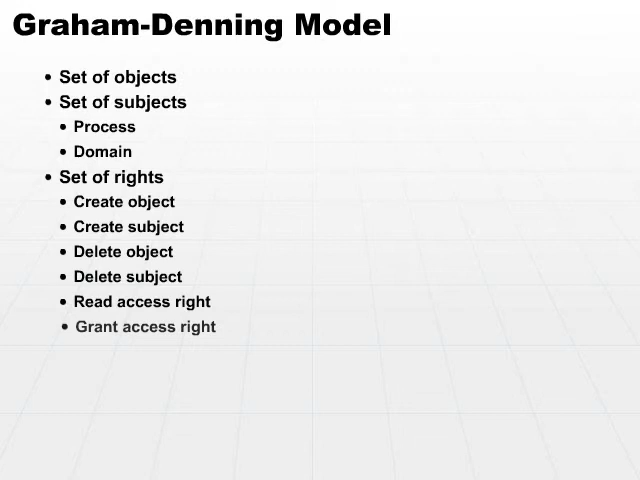 Graham-Denning Model
• Set of objects
• Set of subjects
• Process
• Domain
• Set of rights
• Create object
• Create subject
• Delete object
• Delete subject
• Read access right
• Grant access right